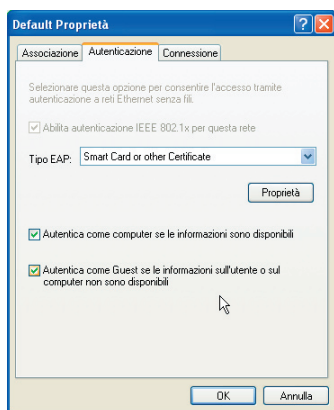 Default Proprietà
Associazione Autenticazione Connessione
Selezionare questa opzione per consentire l'accesso tramite
autenticazione a reti Ethernet senza fili.
Abilita autenticazione IEEE 802.1x per questa rete
Tipo EAP: Smart Card or other Certificate
Proprietà
Autentica come computer se le informazioni sono disponibili
Autentica come Guest se le informazioni sull'utente o sul
computer non sono disponibili
OK Annulla